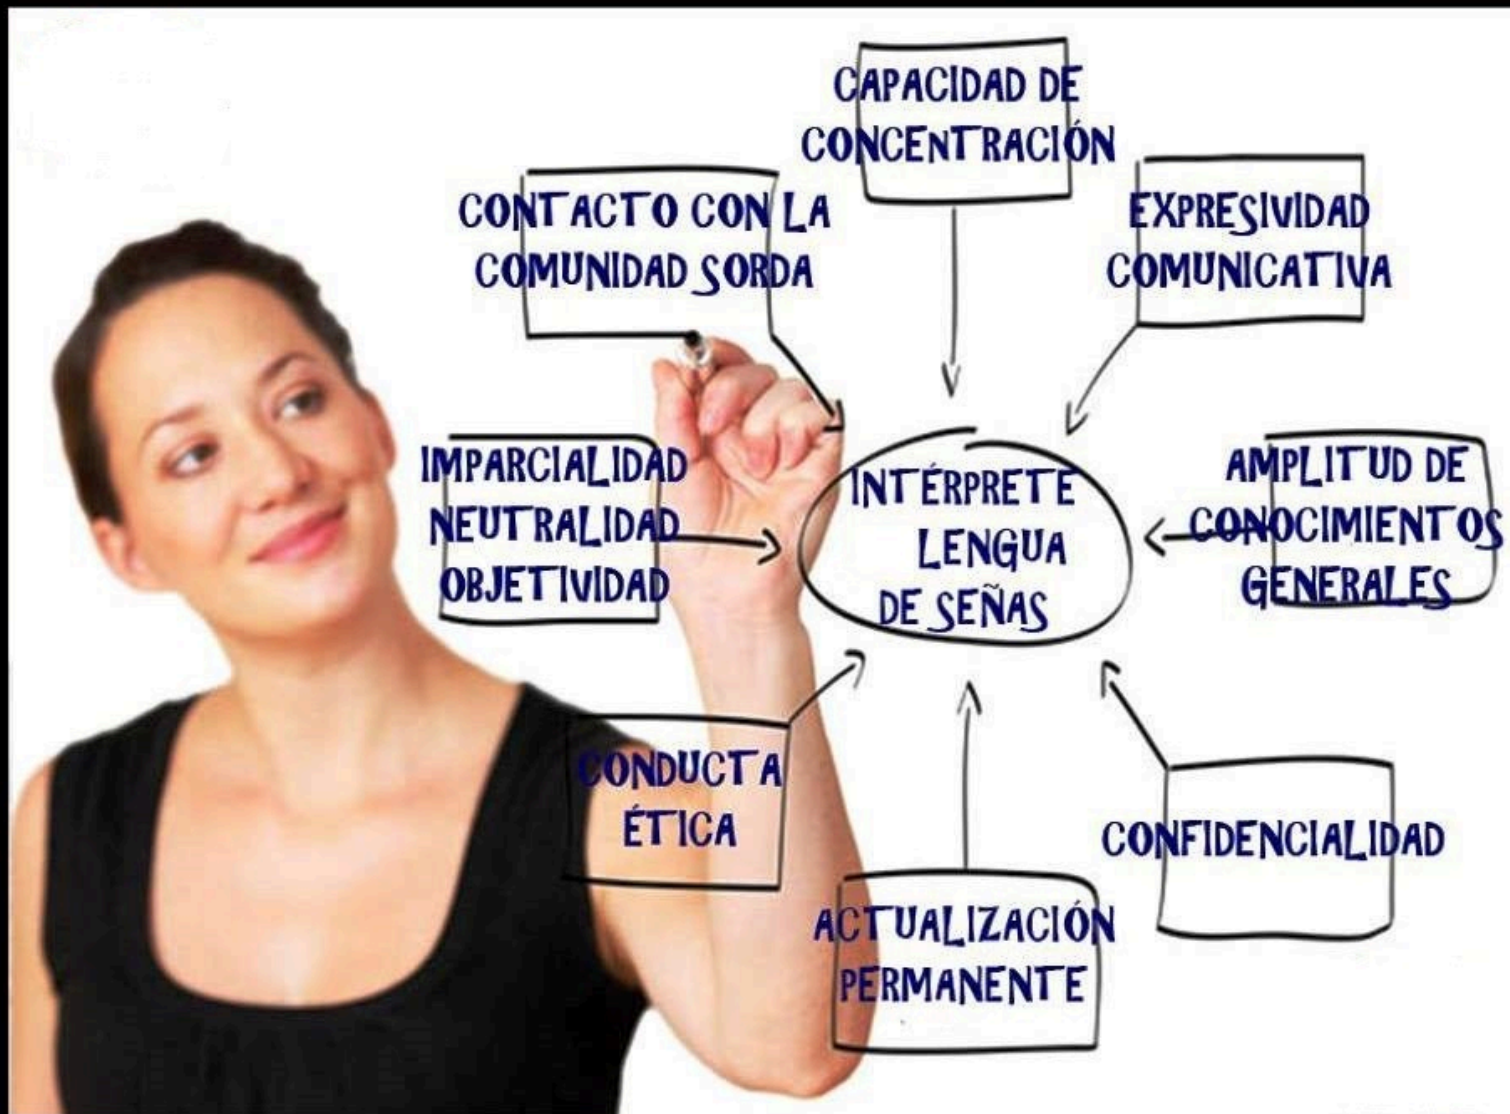 CAPACIDAD DE
CONCENTRACIÓN
CONTACTO CON LA
COMUNIDAD SORDA
EXPRESIVIDAD
COMUNICATIVA
IMPARCIALIDAD
NEUTRALIDAD
OBJETIVIDAD
INTÉRPRETE
LENGUA
DE SEÑAS
AMPLITUD DE
CONOCIMIENTOS
GENERALES
CONDUCTA
ÉTICA
CONFIDENCIALIDAD
ACTUALIZACIÓN
PERMANENTE